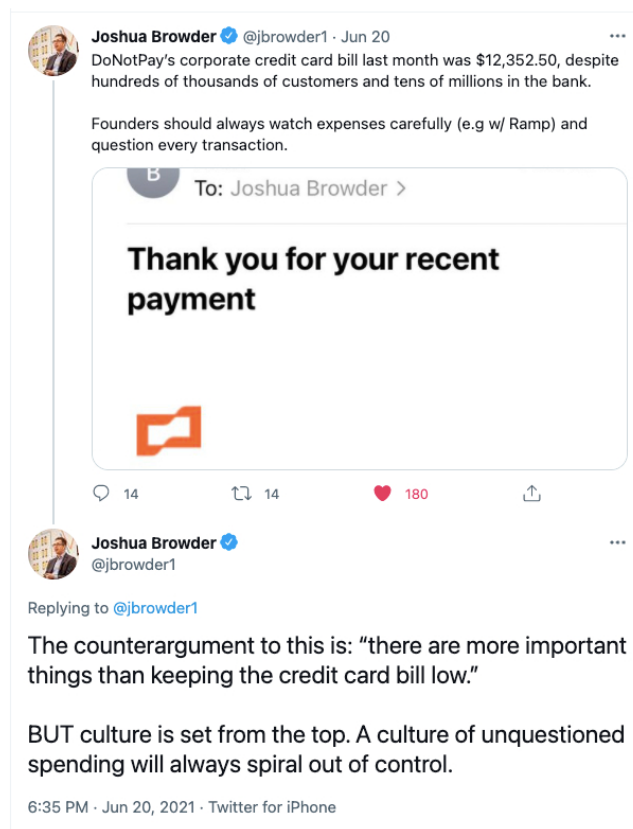 Joshua Browder @jbrowder1 · Jun 20
DoNotPay's corporate credit card bill last month was $12,352.50, despite
hundreds of thousands of customers and tens of millions in the bank.
Founders should always watch expenses carefully (e.g w/ Ramp) and
question every transaction.
B
To: Joshua Browder >
Thank you for your recent
payment
14
14
180
Joshua Browder
@jbrowder1
Replying to @jbrowder1
The counterargument to this is: “there are more important
things than keeping the credit card bill low.”
BUT culture is set from the top. A culture of unquestioned
spending will always spiral out of control.
6:35 PM · Jun 20, 2021 · Twitter for iPhone